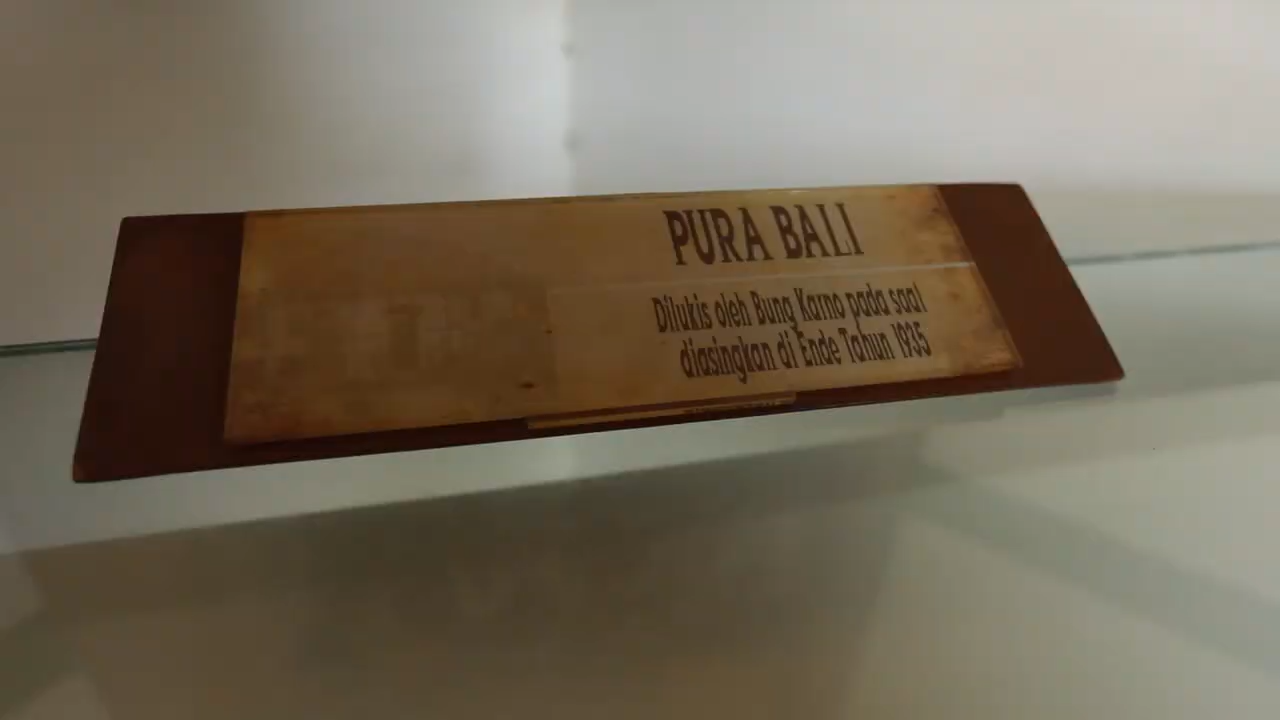 PURA BALI
Dilukis oleh Bung Karno pada saat
diasingkan di Ende Tahun 1935